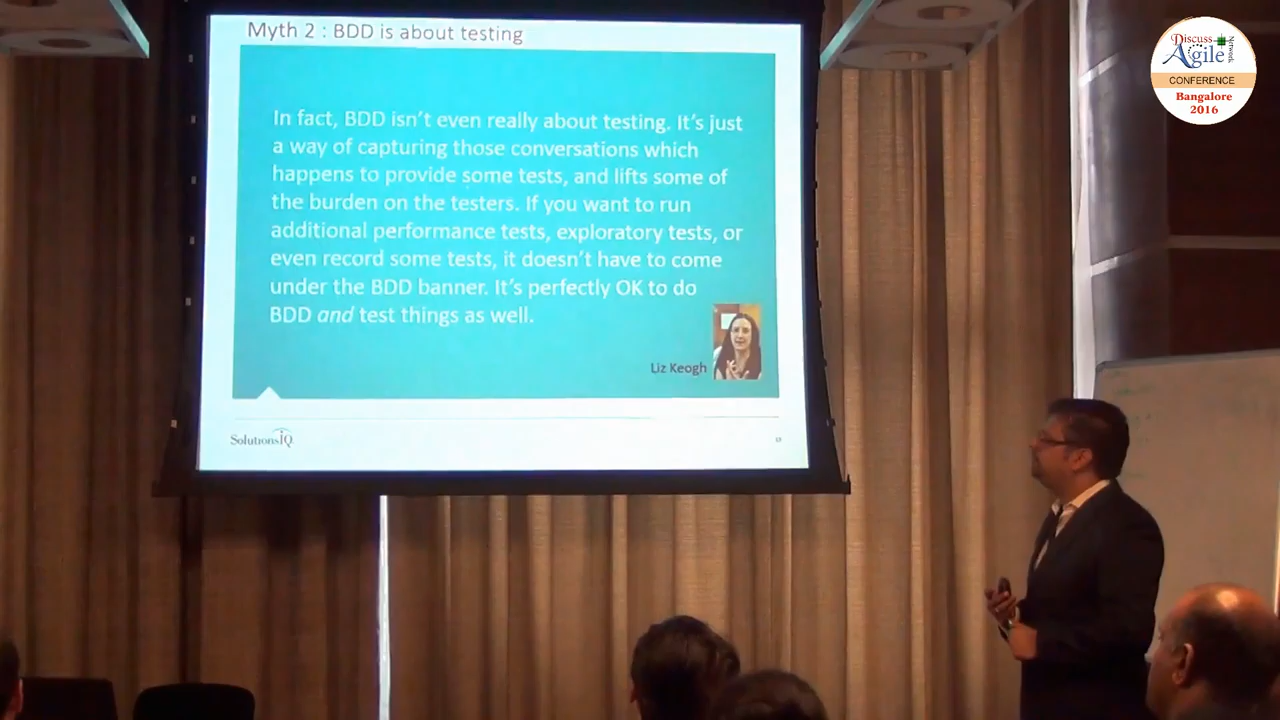 Myth 2 : BDD is about testing
In fact, BDD isn't even really about testing. It's just
a way of capturing those conversations which
happens to provide some tests, and lifts some of
the burden on the testers. If you want to run
additional performance tests, exploratory tests, or
even record some tests, it doesn't have to come
under the BDD banner. It's perfectly OK to do
BDD and test things as well.
Liz Keogh
SolutionsIQ
Discuss
Agile
Network
CONFERENCE
Bangalore
2016